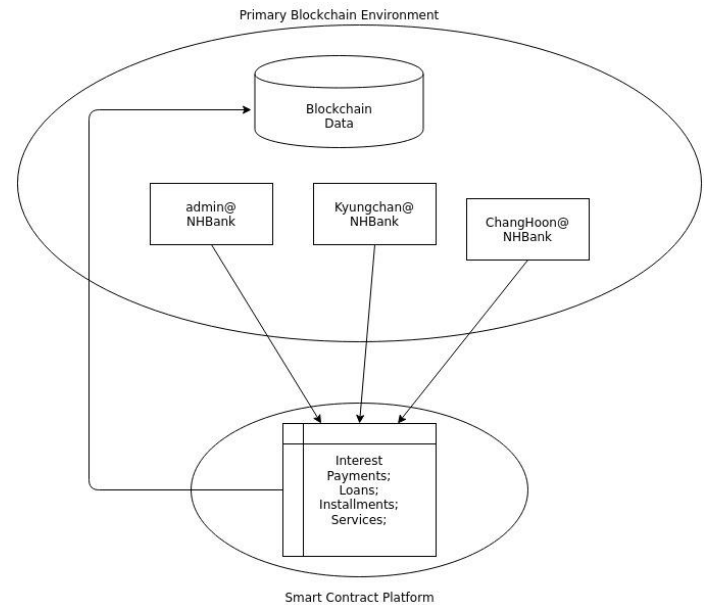 Primary Blockchain Environment
Blockchain
Data
admin@
NHBank
Kyungchan@
NHBank
ChangHoon@
NHBank
Interest
Payments;
Loans;
Installments;
Services;
Smart Contract Platform